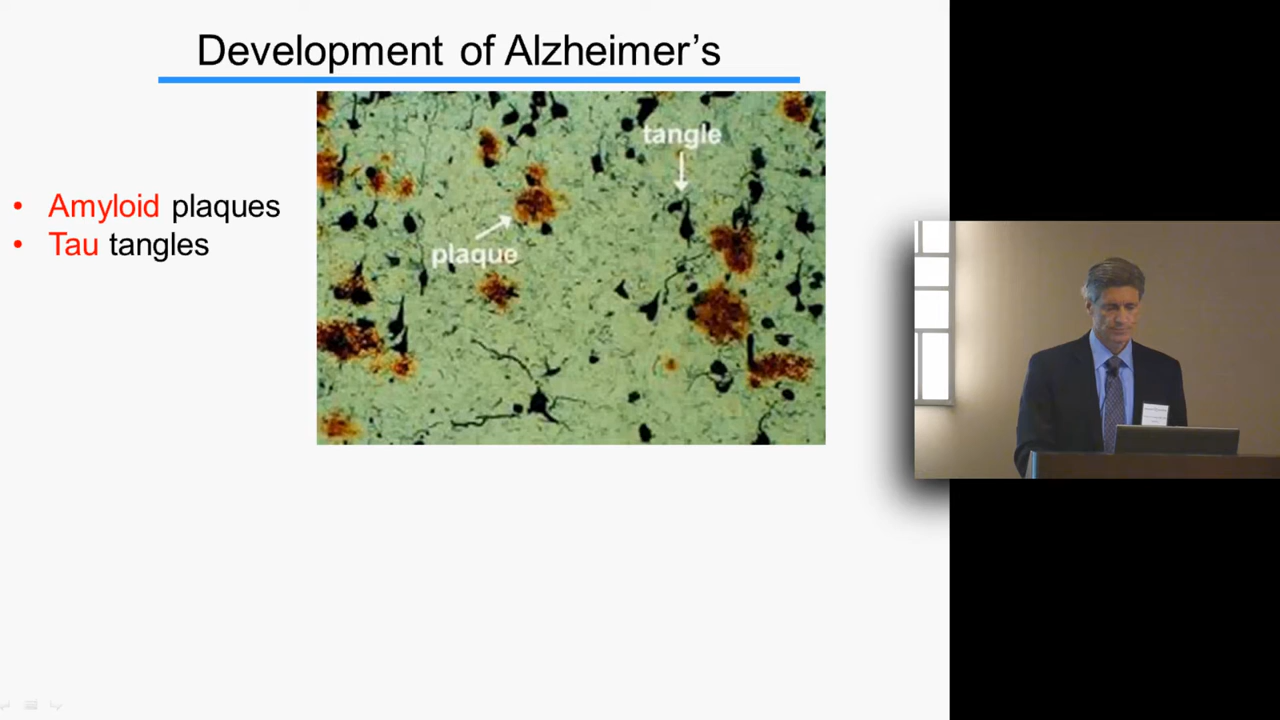 Development of Alzheimer’s
• Amyloid plaques
• Tau tangles
tangle
plaque